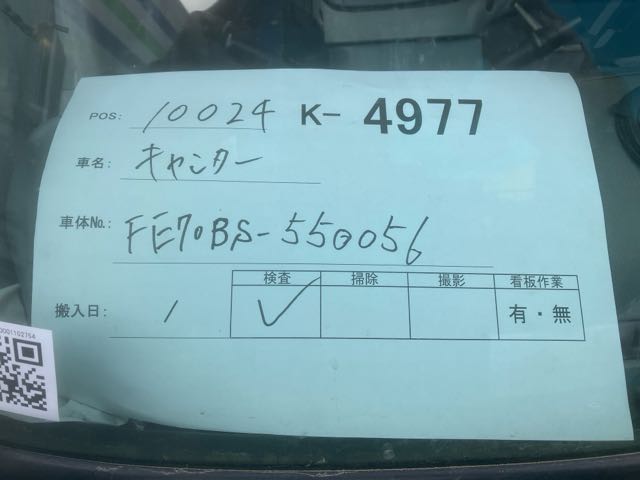 POS: 10024 K- 4977
車名: キャンター
車体No.: FE70BS-550056
検査 掃除 撮影 看板作業
搬入日: / ✓ 有・無
0001102754